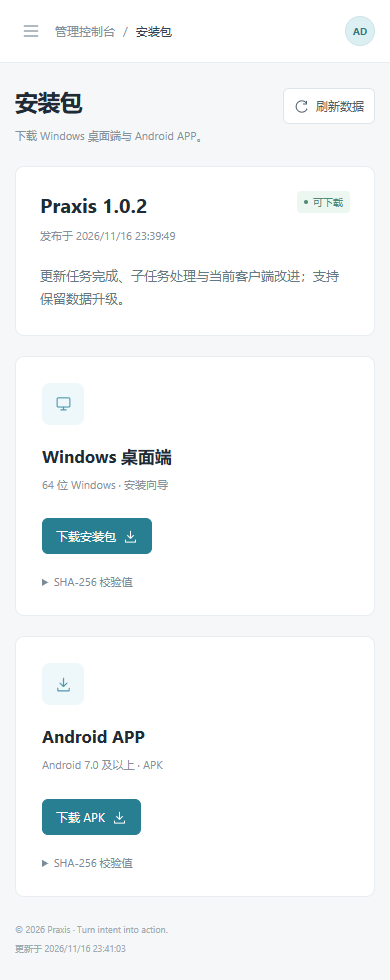 管理控制台 / 安装包
AD
安装包
刷新数据
下载 Windows 桌面端与 Android APP。
Praxis 1.0.2
可下载
发布于 2026/11/16 23:39:49
更新任务完成、子任务处理与当前客户端改进；支持
保留数据升级。
Windows 桌面端
64 位 Windows · 安装向导
下载安装包
SHA-256 校验值
Android APP
Android 7.0 及以上 · APK
下载 APK
SHA-256 校验值
© 2026 Praxis · Turn intent into action.
更新于 2026/11/16 23:41:03